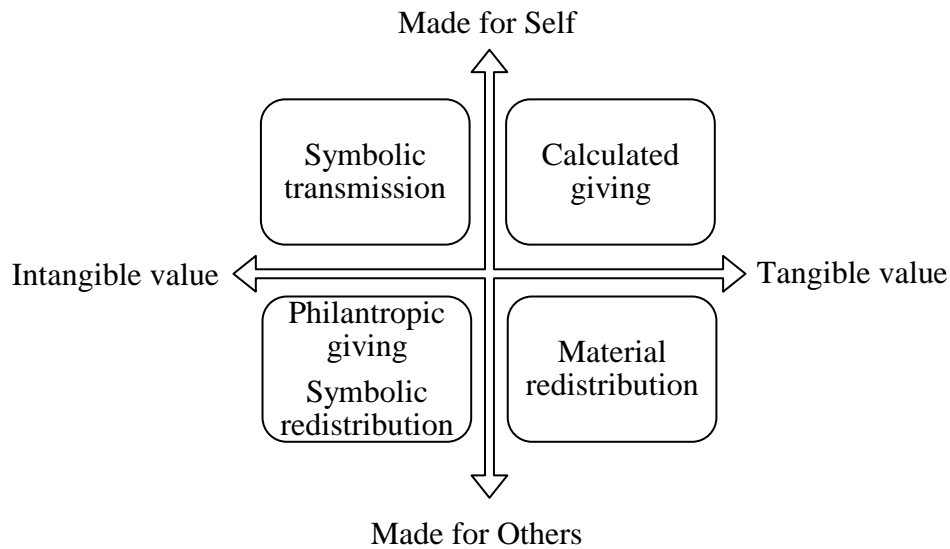 Made for Self
Symbolic
transmission
Calculated
giving
Intangible value
Tangible value
Philantropic
giving
Symbolic
redistribution
Material
redistribution
Made for Others